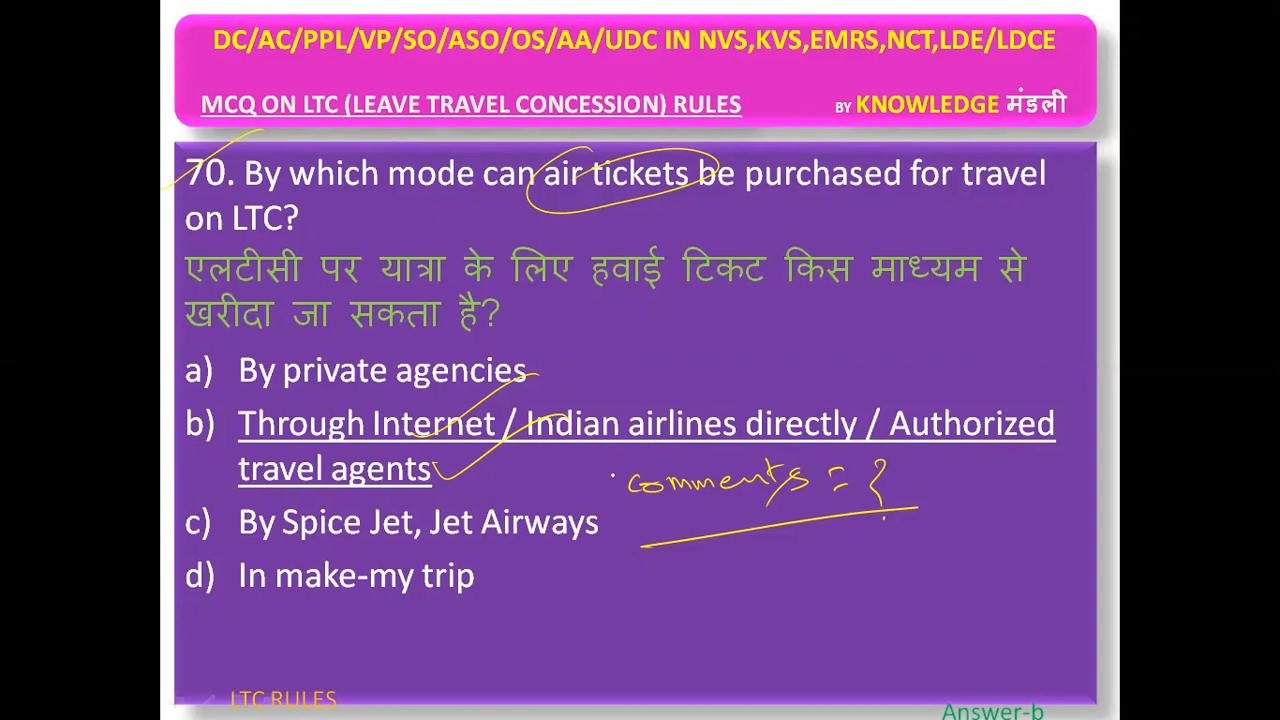 DC/AC/PPL/VP/SO/ASO/OS/AA/UDC IN NVS,KVS,EMRS,NCT,LDE/LDCE
MCQ ON LTC (LEAVE TRAVEL CONCESSION) RULES BY KNOWLEDGE मंडली
70. By which mode can air tickets be purchased for travel
on LTC?
एलटीसी पर यात्रा के लिए हवाई टिकट किस माध्यम से
खरीदा जा सकता है?
a) By private agencies
b) Through Internet / Indian airlines directly / Authorized
travel agents
comments = ?
c) By Spice Jet, Jet Airways
d) In make-my trip
LTC RULES
Answer-b